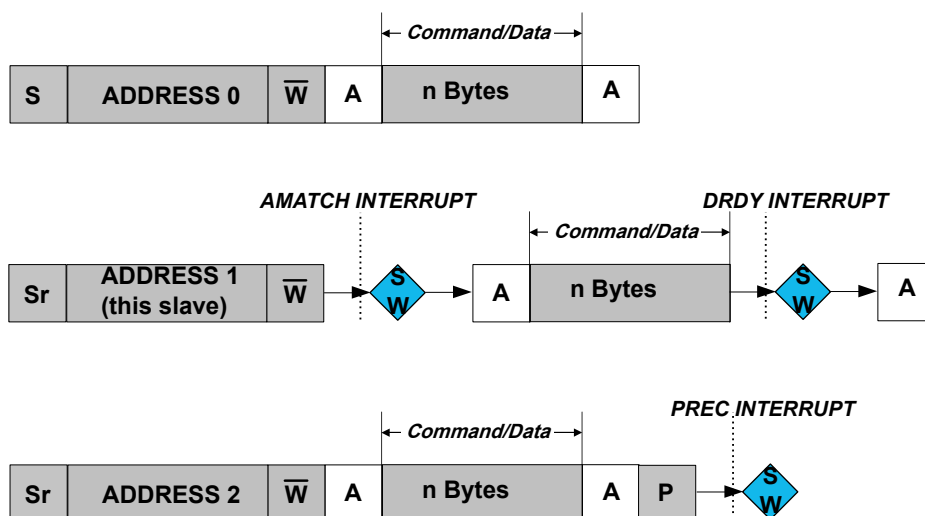 Command/Data
S ADDRESS 0 W̅ A n Bytes A
AMATCH INTERRUPT DRDY INTERRUPT
Command/Data
Sr ADDRESS 1 (this slave) W̅ S W A n Bytes S W A
PREC INTERRUPT
Command/Data
Sr ADDRESS 2 W̅ A n Bytes A P S W